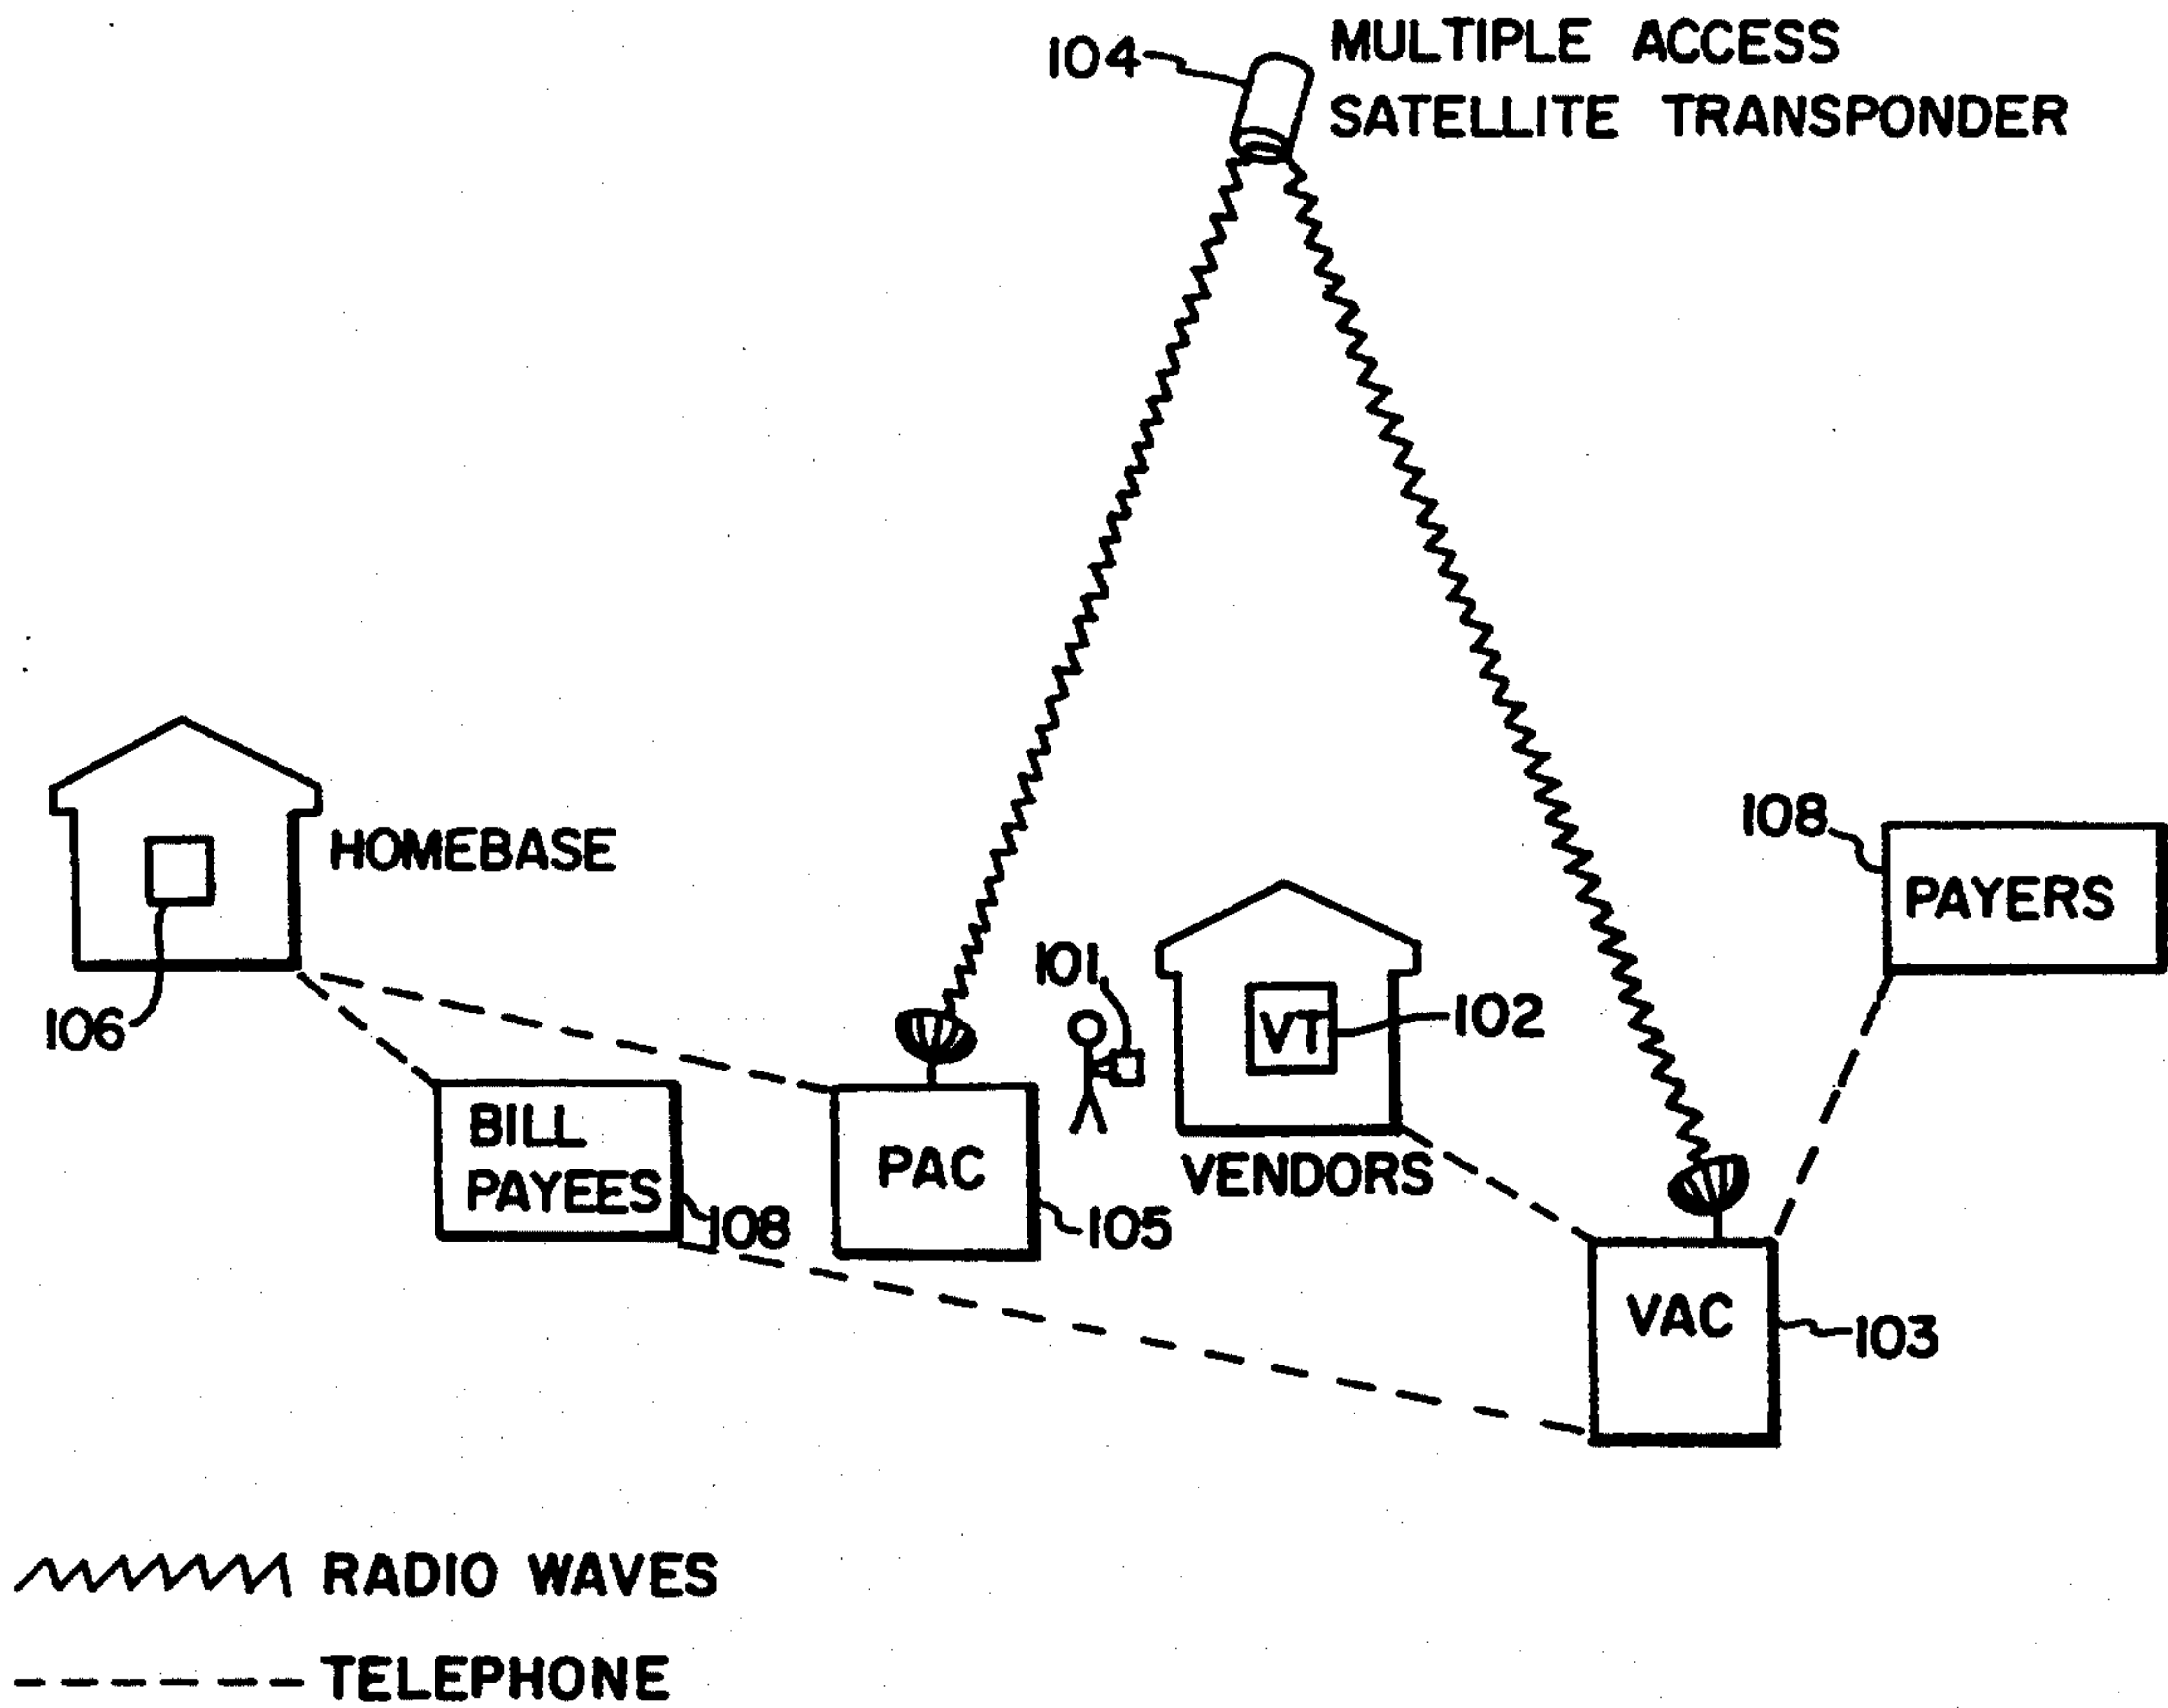 104
MULTIPLE ACCESS
SATELLITE TRANSPONDER
HOMEBASE
106
108
PAYERS
101
VT
102
BILL
PAYEES
108
PAC
105
VENDORS
VAC
103
RADIO WAVES
TELEPHONE